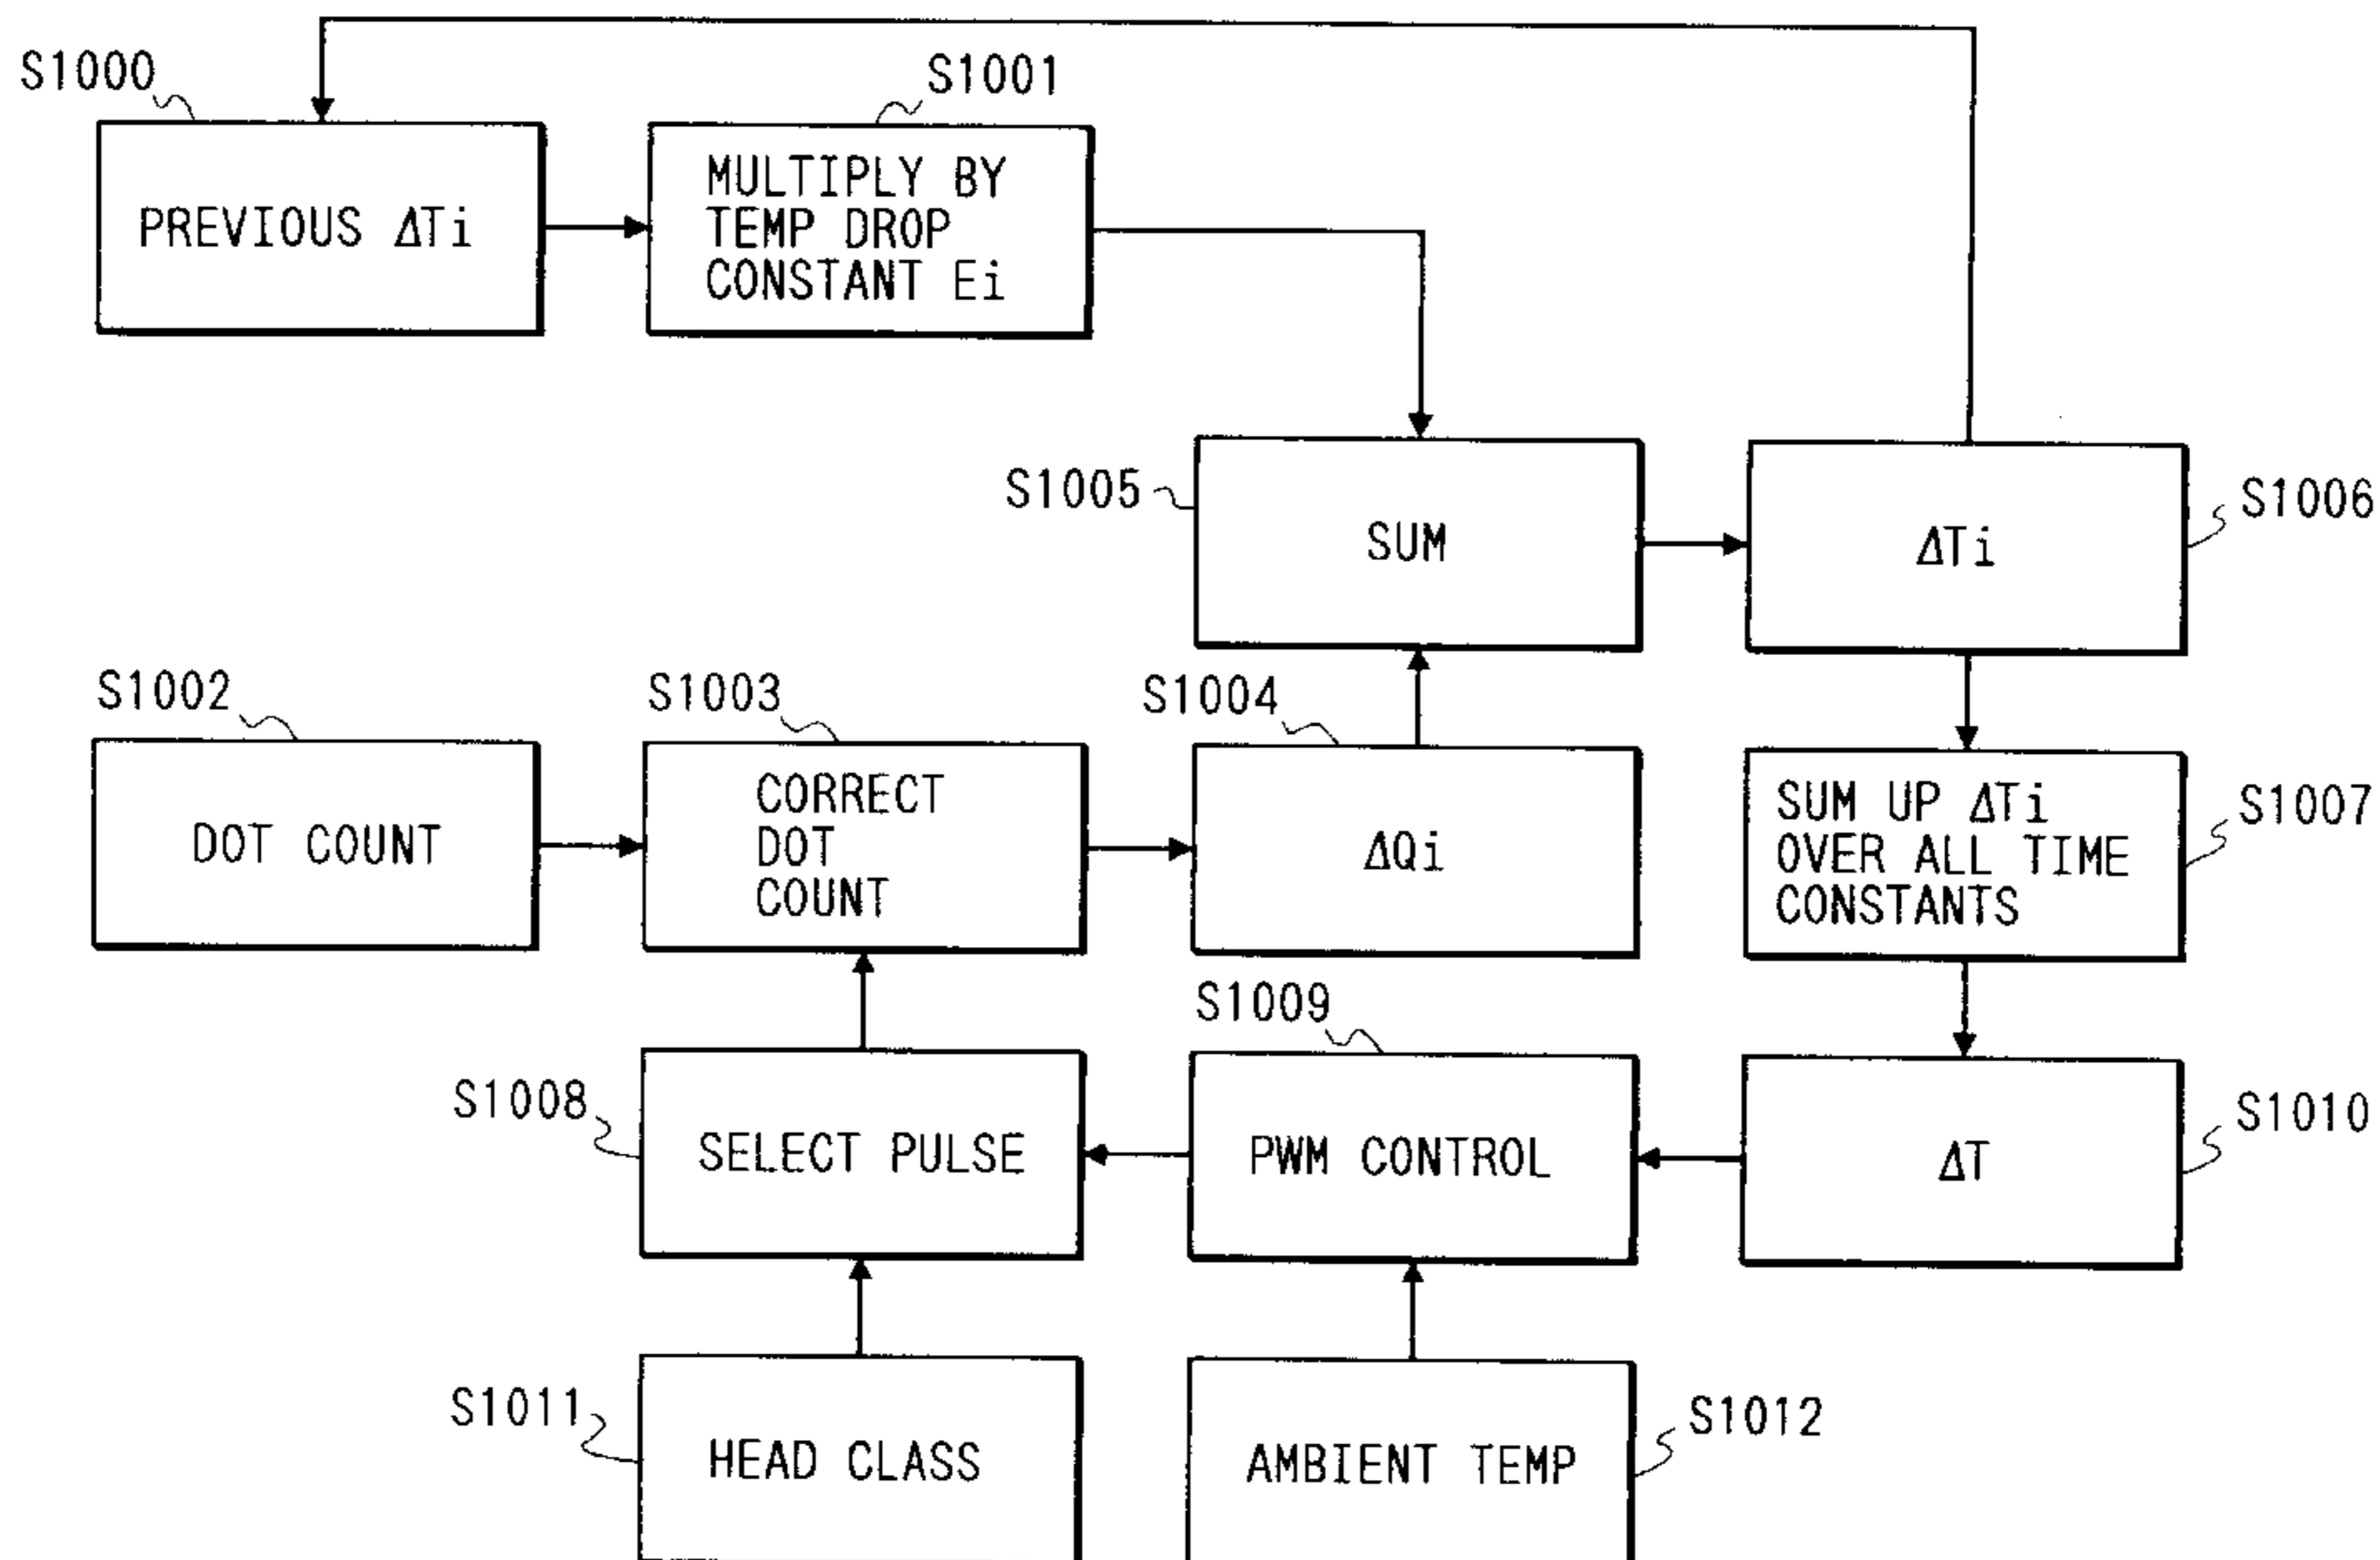 S1000
S1001
PREVIOUS ΔTi
MULTIPLY BY
TEMP DROP
CONSTANT Ei
S1005
SUM
ΔTi
S1006
S1002
S1003
S1004
DOT COUNT
CORRECT
DOT
COUNT
ΔQi
SUM UP ΔTi
OVER ALL TIME
CONSTANTS
S1007
S1009
S1008
SELECT PULSE
PWM CONTROL
ΔT
S1010
S1011
HEAD CLASS
AMBIENT TEMP
S1012